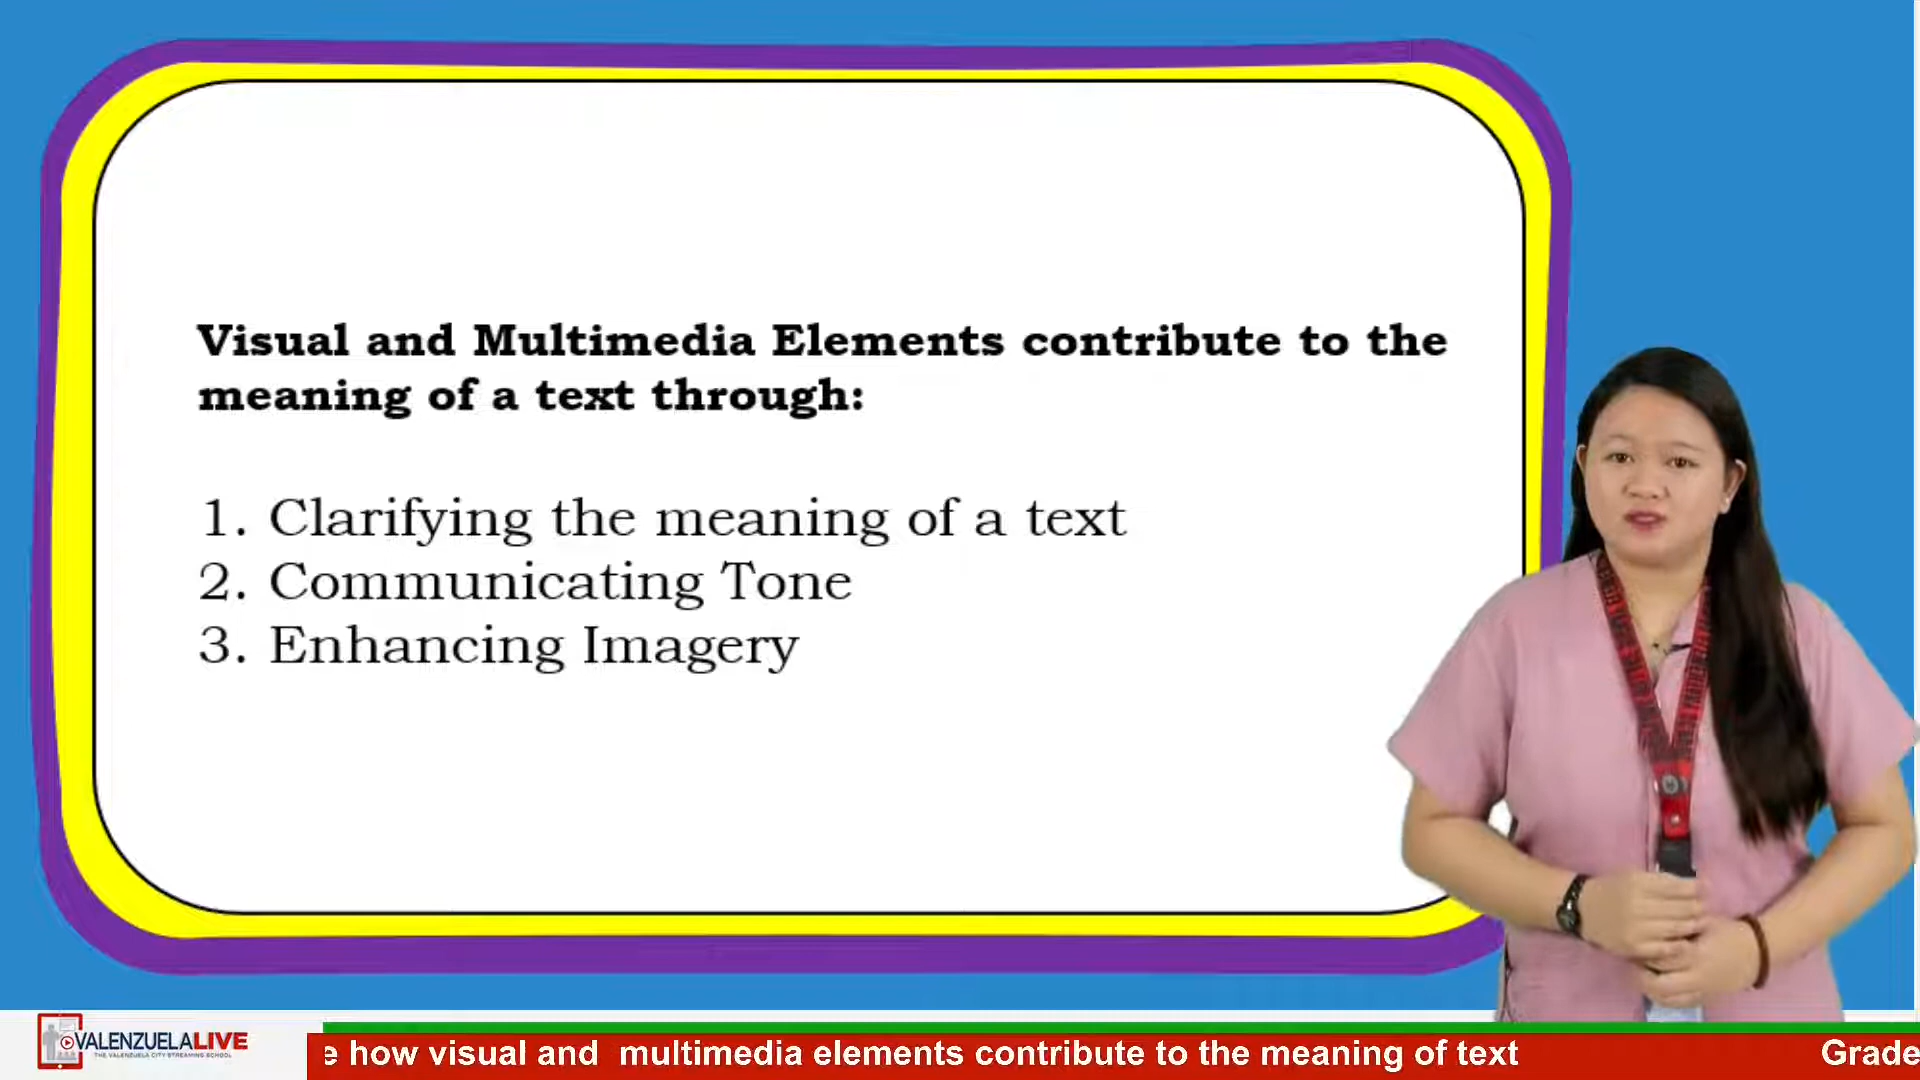 Visual and Multimedia Elements contribute to the
meaning of a text through:
1. Clarifying the meaning of a text
2. Communicating Tone
3. Enhancing Imagery
VALENZUELALIVE
THE VALENZUELA CITY STREAMING SCHOOL
e how visual and multimedia elements contribute to the meaning of text
Grade